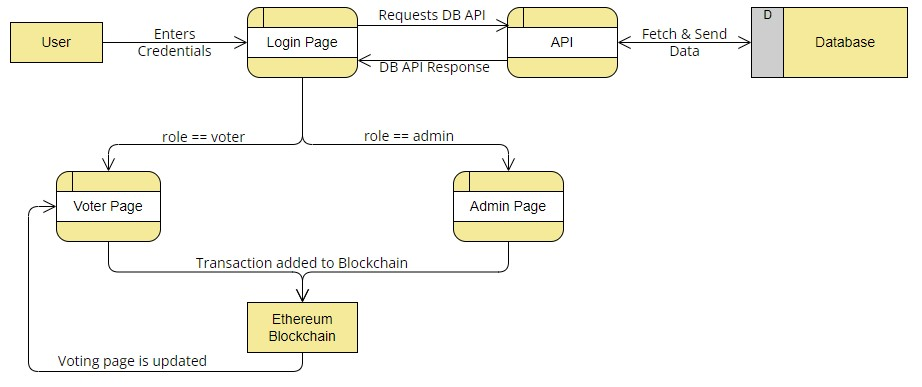 User
Enters
Credentials
Login Page
Requests DB API
DB API Response
API
Fetch & Send
Data
D
Database
role == voter
role == admin
Voter Page
Admin Page
Transaction added to Blockchain
Ethereum
Blockchain
Voting page is updated